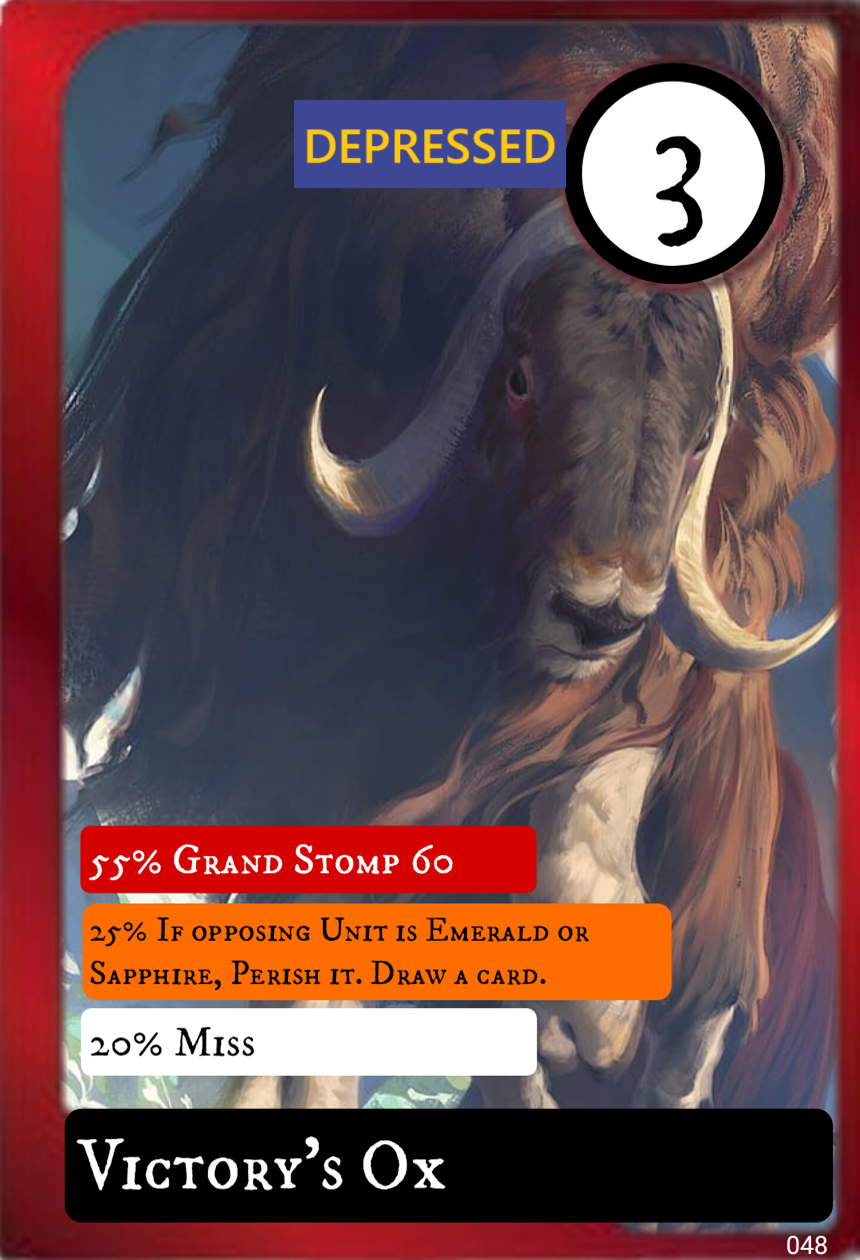 DEPRESSED
3
55% Grand Stomp 60
25% If opposing Unit is Emerald or
Sapphire, Perish it. Draw a card.
20% Miss
Victory's Ox
048